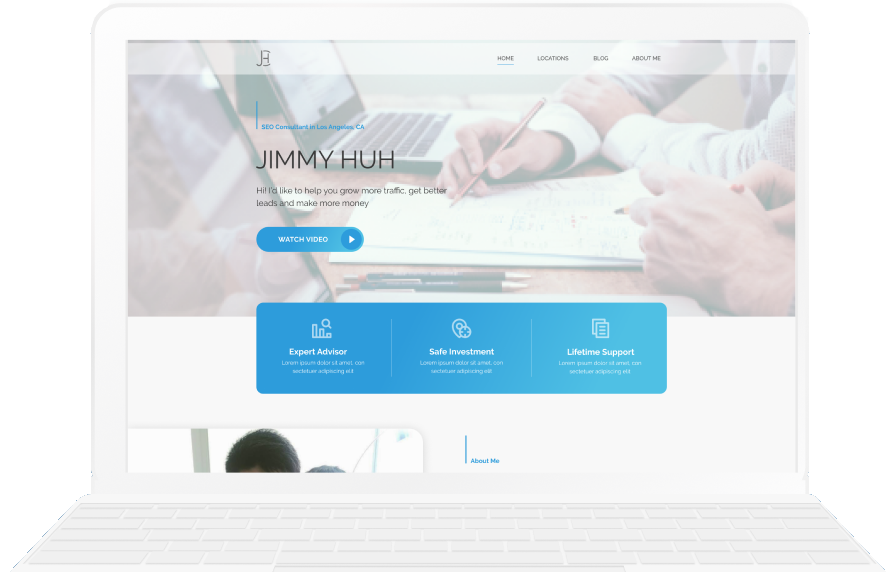 JH
HOME LOCATIONS BLOG ABOUT ME
SEO Consultant in Los Angeles, CA
JIMMY HUH
Hi! I'd like to help you grow more traffic, get better
leads and make more money
WATCH VIDEO
Expert Advisor
Lorem ipsum dolor sit amet, con
sectetuer adipiscing elit
Safe Investment
Lorem ipsum dolor sit amet, con
sectetuer adipiscing elit
Lifetime Support
Lorem ipsum dolor sit amet, con
sectetuer adipiscing elit
About Me